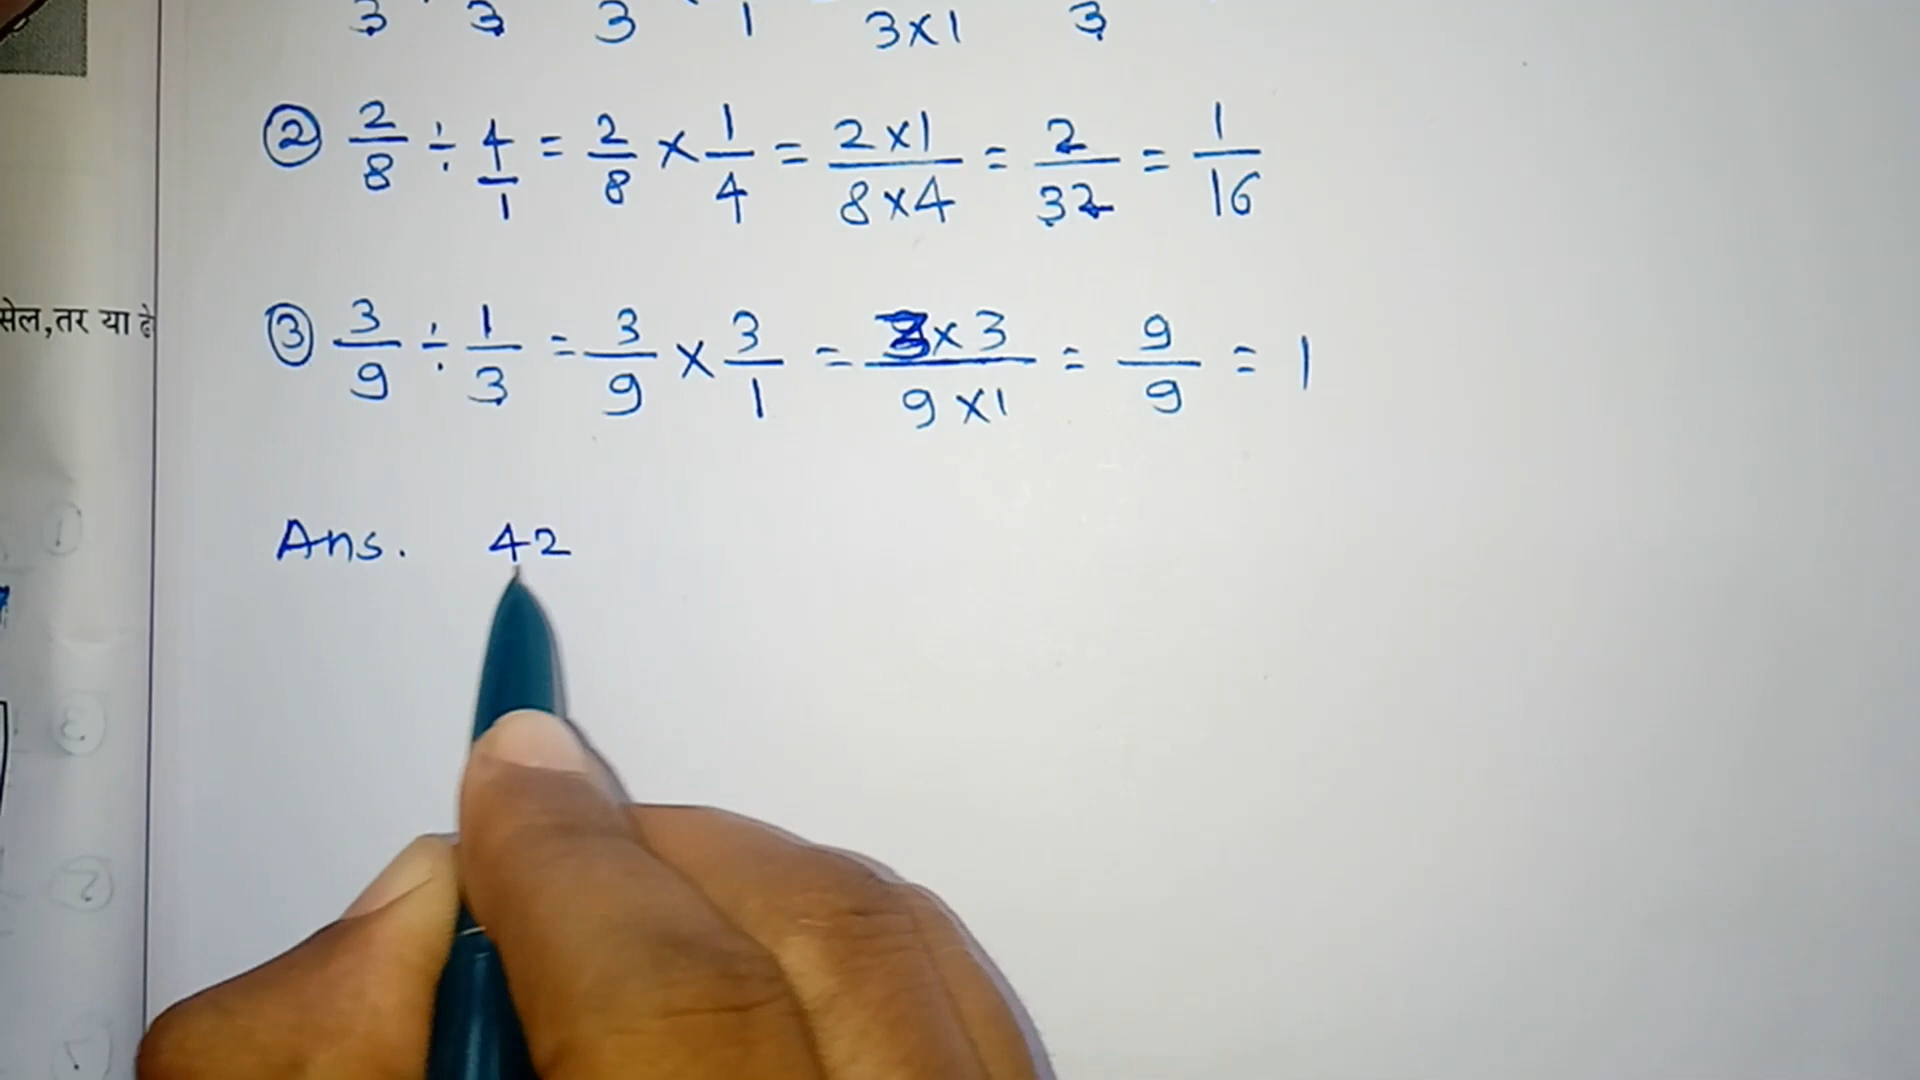 3 3 3 1 3x1 3
② 2/8 ÷ 4/1 = 2/8 x 1/4 = 2x1/8x4 = 2/32 = 1/16
सेल,तर या
③ 3/9 ÷ 1/3 = 3/9 x 3/1 = 3x3/9x1 = 9/9 = 1
Ans. 42